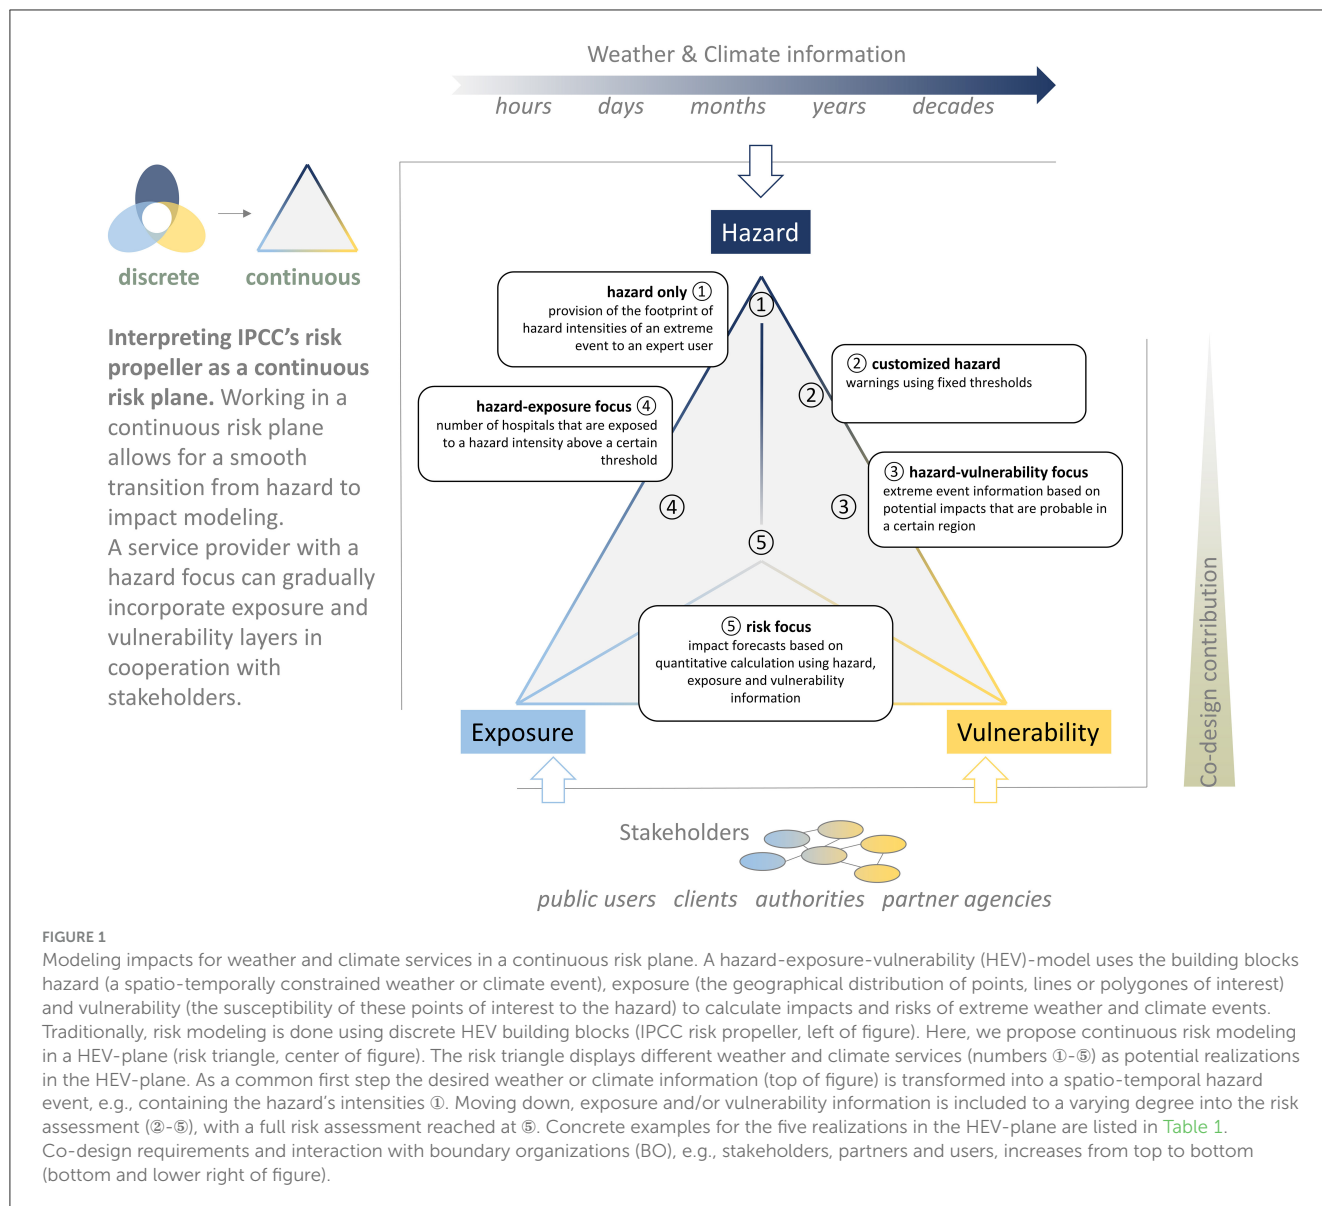 Weather & Climate information
hours days months years decades
discrete continuous
Interpreting IPCC’s risk
propeller as a continuous
risk plane. Working in a
continuous risk plane
allows for a smooth
transition from hazard to
impact modeling.
A service provider with a
hazard focus can gradually
incorporate exposure and
vulnerability layers in
cooperation with
stakeholders.
Hazard
hazard only ①
provision of the footprint of
hazard intensities of an extreme
event to an expert user
①
② customized hazard
warnings using fixed thresholds
②
hazard-exposure focus ④
number of hospitals that are exposed
to a hazard intensity above a certain
threshold
③ hazard-vulnerability focus
extreme event information based on
potential impacts that are probable in
a certain region
④
③
⑤
⑤ risk focus
impact forecasts based on
quantitative calculation using hazard,
exposure and vulnerability
information
Exposure
Vulnerability
Co-design contribution
Stakeholders
public users clients authorities partner agencies
FIGURE 1
Modeling impacts for weather and climate services in a continuous risk plane. A hazard-exposure-vulnerability (HEV)-model uses the building blocks
hazard (a spatio-temporally constrained weather or climate event), exposure (the geographical distribution of points, lines or polygones of interest)
and vulnerability (the susceptibility of these points of interest to the hazard) to calculate impacts and risks of extreme weather and climate events.
Traditionally, risk modeling is done using discrete HEV building blocks (IPCC risk propeller, left of figure). Here, we propose continuous risk modeling
in a HEV-plane (risk triangle, center of figure). The risk triangle displays different weather and climate services (numbers ①-⑤) as potential realizations
in the HEV-plane. As a common first step the desired weather or climate information (top of figure) is transformed into a spatio-temporal hazard
event, e.g., containing the hazard’s intensities ①. Moving down, exposure and/or vulnerability information is included to a varying degree into the risk
assessment (②-⑤), with a full risk assessment reached at ⑤. Concrete examples for the five realizations in the HEV-plane are listed in Table 1.
Co-design requirements and interaction with boundary organizations (BO), e.g., stakeholders, partners and users, increases from top to bottom
(bottom and lower right of figure).